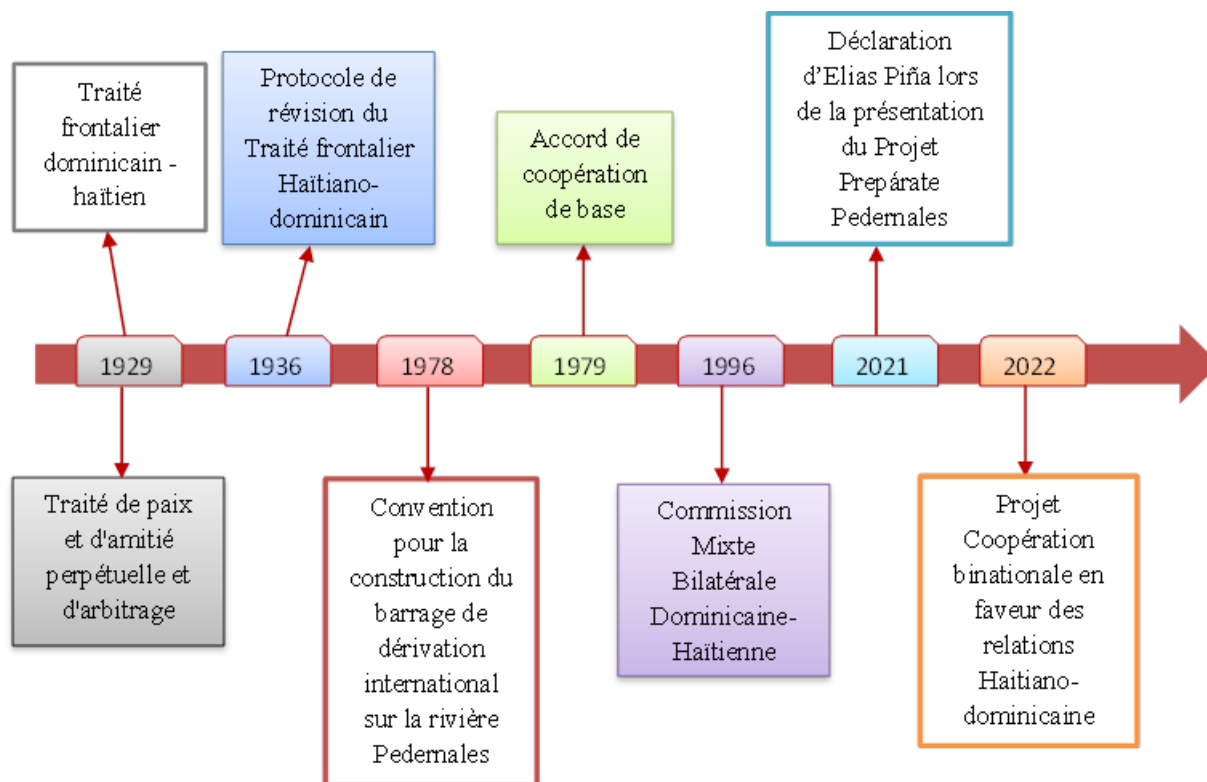 Traité
frontalier
dominicain -
haïtien
Protocole de
révision du
Traité frontalier
Haïtiano-
dominicain
Accord de
coopération
de base
Déclaration
d'Elias Piña lors
de la présentation
du Projet
Prepárate
Pedernales
1929
1936
1978
1979
1996
2021
2022
Traité de paix
et d'amitié
perpétuelle et
d'arbitrage
Convention
pour la
construction du
barrage de
dérivation
international
sur la rivière
Pedernales
Commission
Mixte
Bilatérale
Dominicaine-
Haïtienne
Projet
Coopération
binationale en
faveur des
relations
Haitiano-
dominicaine